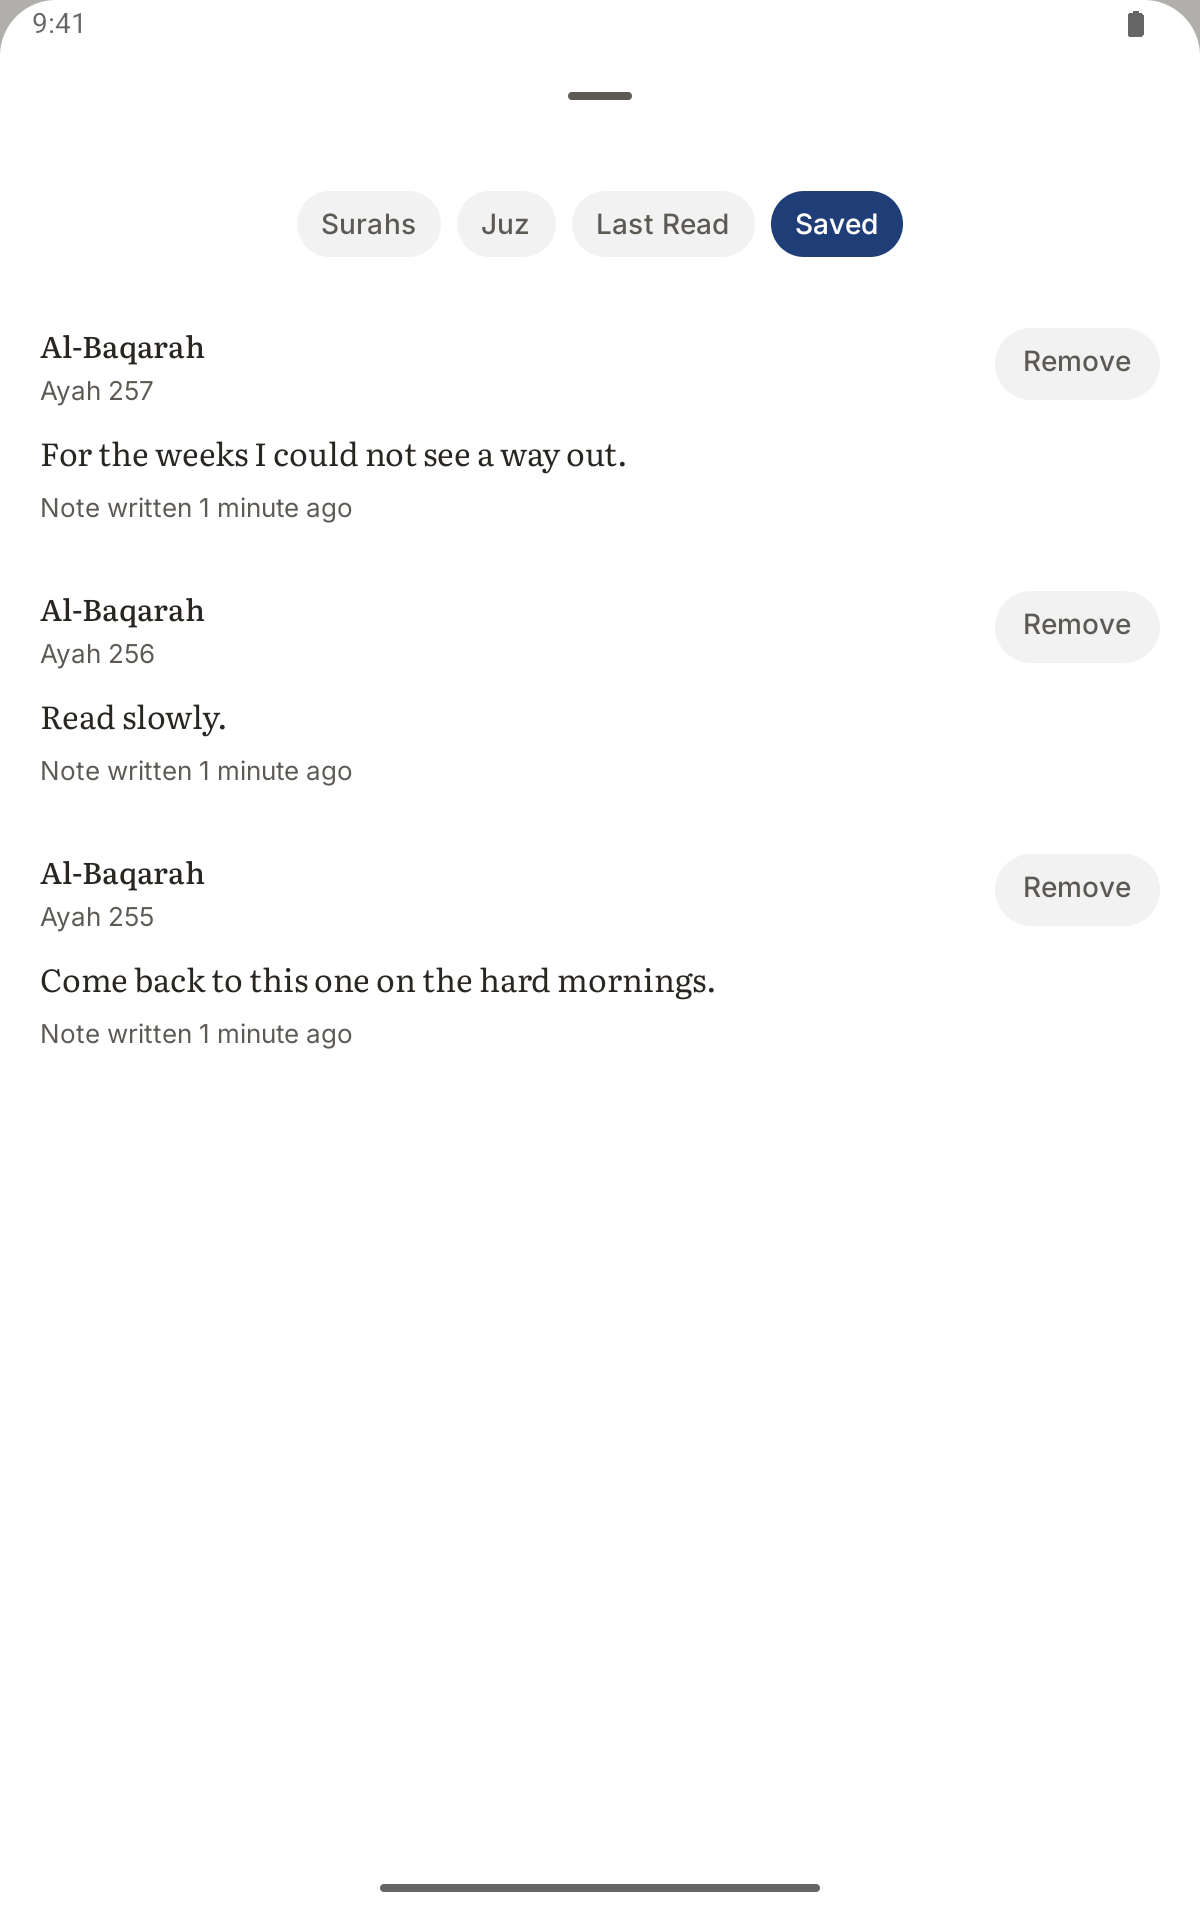 9:41
Surahs Juz Last Read Saved
Al-Baqarah Remove
Ayah 257
For the weeks I could not see a way out.
Note written 1 minute ago
Al-Baqarah Remove
Ayah 256
Read slowly.
Note written 1 minute ago
Al-Baqarah Remove
Ayah 255
Come back to this one on the hard mornings.
Note written 1 minute ago